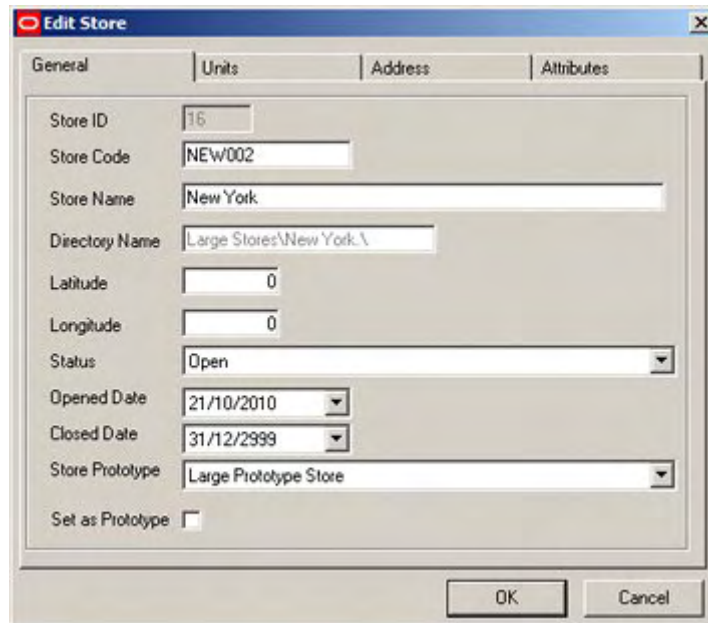 Edit Store
General Units Address Attributes
Store ID 16
Store Code NEW002
Store Name New York
Directory Name Large Stores\New York.\
Latitude 0
Longitude 0
Status Open
Opened Date 21/10/2010
Closed Date 31/12/2999
Store Prototype Large Prototype Store
Set as Prototype
OK Cancel